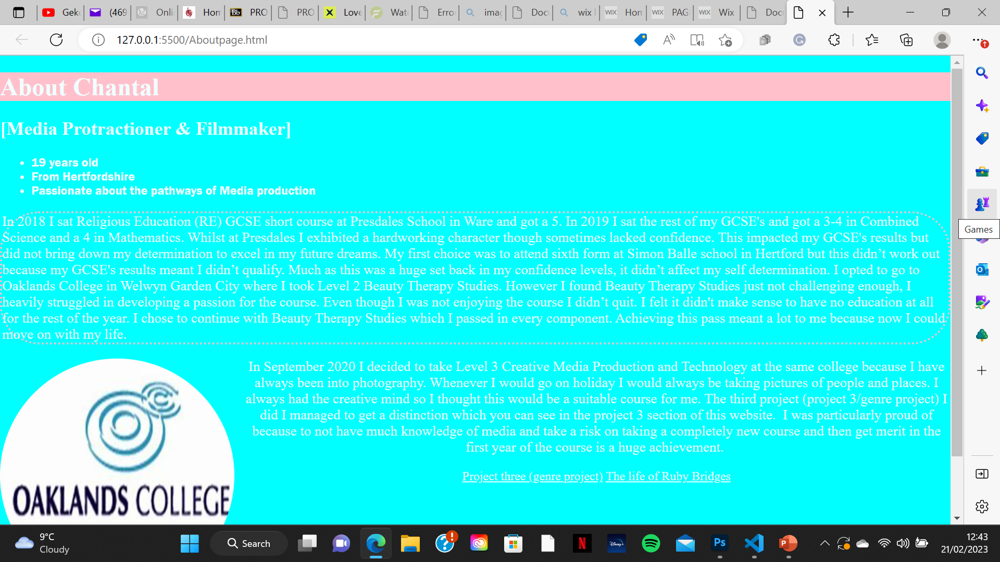 Gek
(469
Onli
Hom
PRO
PRO
Love
Wat
Erro
imag
Docu
wix
Hom
PAG
Wix
Docu
127.0.0.1:5500/Aboutpage.html
About Chantal
[Media Protractioner & Filmmaker]
• 19 years old
• From Hertfordshire
• Passionate about the pathways of Media production
In 2018 I sat Religious Education (RE) GCSE short course at Presdales School in Ware and got a 5. In 2019 I sat the rest of my GCSE's and got a 3-4 in Combined
Science and a 4 in Mathematics. Whilst at Presdales I exhibited a hardworking character though sometimes lacked confidence. This impacted my GCSE's results but
did not bring down my determination to excel in my future dreams. My first choice was to attend sixth form at Simon Balle school in Hertford but this didn’t work out
because my GCSE's results meant I didn’t qualify. Much as this was a huge set back in my confidence levels, it didn’t affect my self determination. I opted to go to
Oaklands College in Welwyn Garden City where I took Level 2 Beauty Therapy Studies. However I found Beauty Therapy Studies just not challenging enough, I
heavily struggled in developing a passion for the course. Even though I was not enjoying the course I didn’t quit. I felt it didn't make sense to have no education at all
for the rest of the year. I chose to continue with Beauty Therapy Studies which I passed in every component. Achieving this pass meant a lot to me because now I could
move on with my life.
Games
In September 2020 I decided to take Level 3 Creative Media Production and Technology at the same college because I have
always been into photography. Whenever I would go on holiday I would always be taking pictures of people and places. I
always had the creative mind so I thought this would be a suitable course for me. The third project (project 3/genre project) I
did I managed to get a distinction which you can see in the project 3 section of this website. I was particularly proud of
because to not have much knowledge of media and take a risk on taking a completely new course and then get merit in the
first year of the course is a huge achievement.
Project three (genre project) The life of Ruby Bridges
OAKLANDS COLLEGE
9°C
Cloudy
Search
12:43
21/02/2023